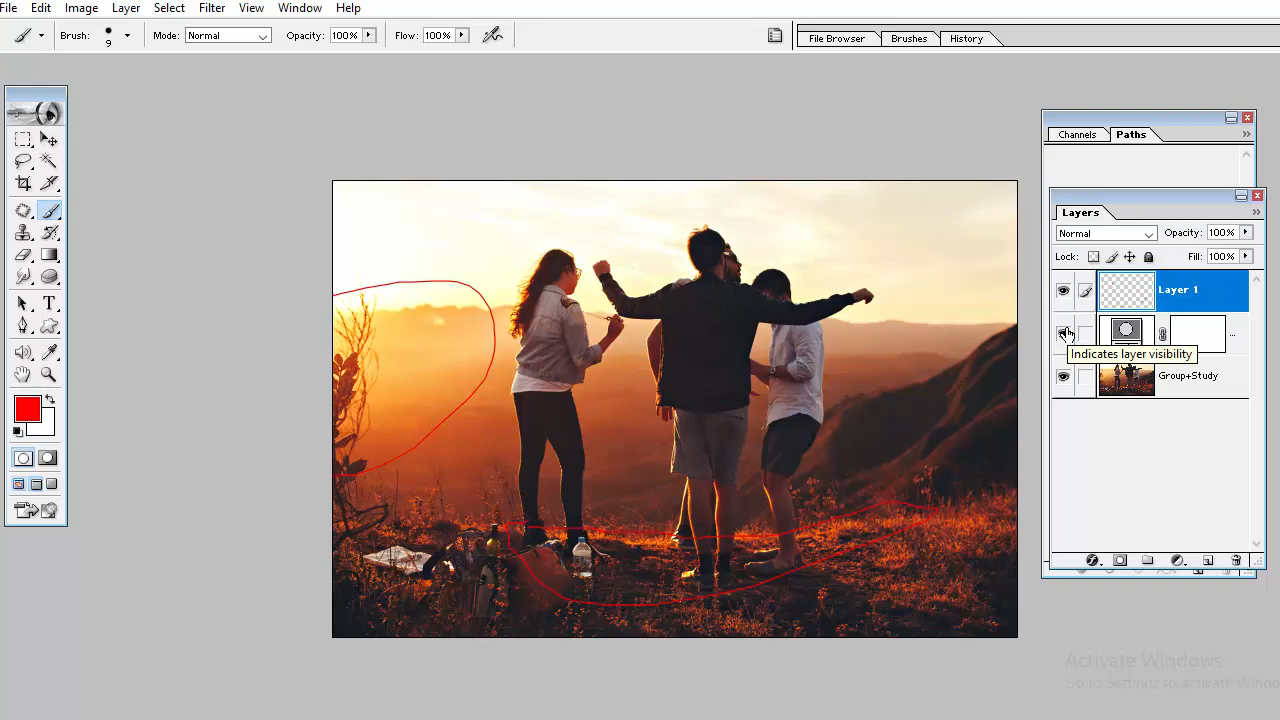 File Edit Image Layer Select Filter View Window Help
Brush: 9 Mode: Normal Opacity: 100% Flow: 100% File Browser Brushes History
Channels Paths
Layers
Normal Opacity: 100%
Lock: Fill: 100%
Layer 1
...
Indicates layer visibility
Group+Study
T
Activate Windows
Go to Settings to activate Windo